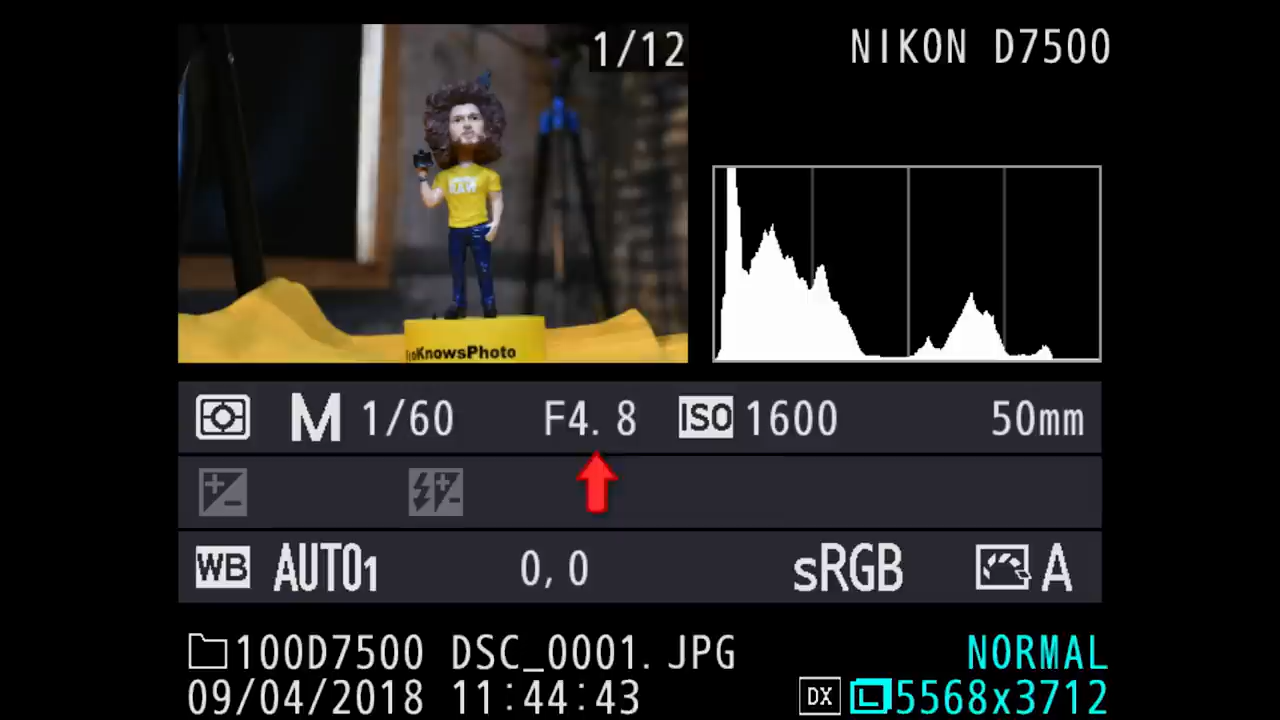 1/12
NIKON D7500
RAW
KnowsPhoto
M 1/60 F4.8 ISO 1600 50mm
WB AUTO1 0,0 sRGB A
100D7500 DSC_0001.JPG NORMAL
09/04/2018 11:44:43 DX L 5568x3712